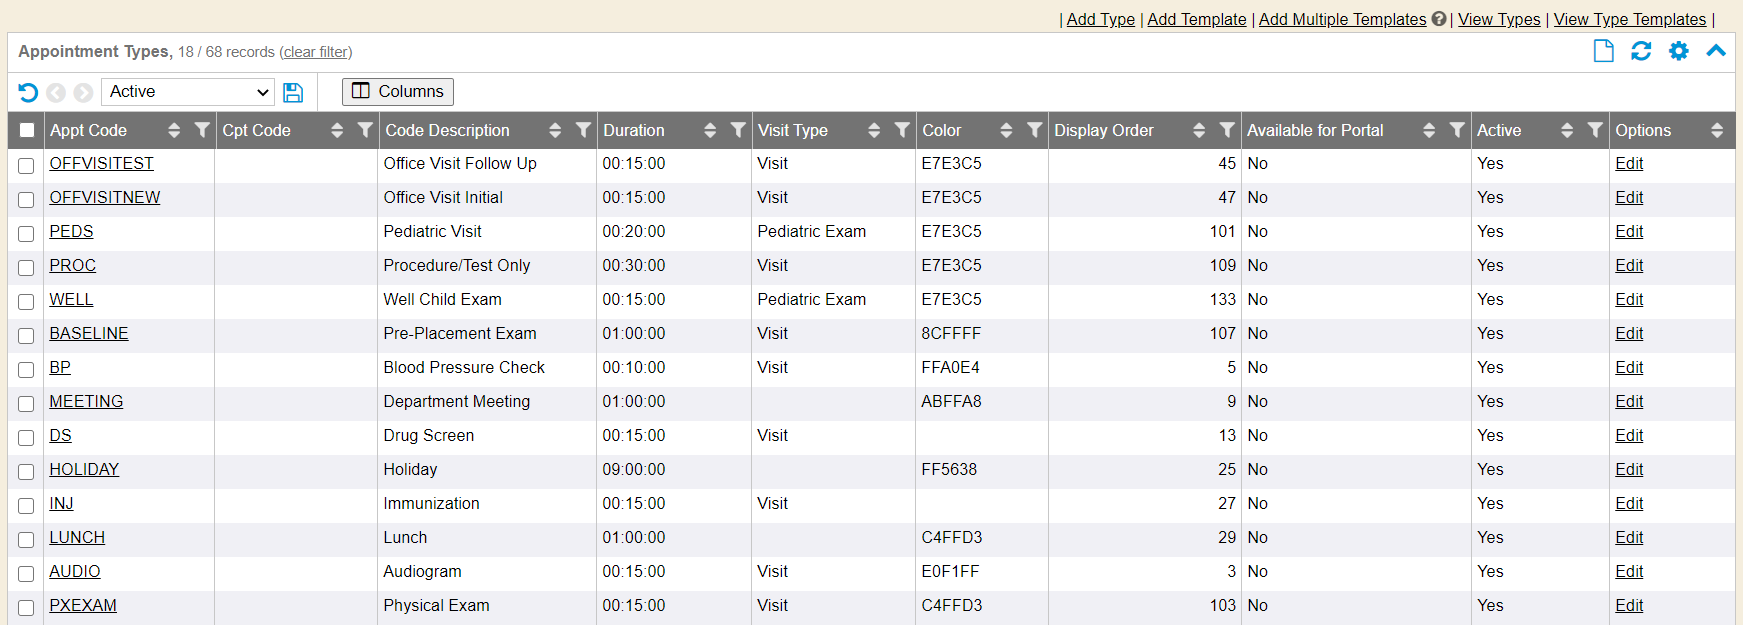 | Add Type | Add Template | Add Multiple Templates ? | View Types | View Type Templates |
Appointment Types, 18 / 68 records (clear filter)
Active Columns
Appt Code Cpt Code Code Description Duration Visit Type Color Display Order Available for Portal Active Options
OFFVISITEST Office Visit Follow Up 00:15:00 Visit E7E3C5 45 No Yes Edit
OFFVISITNEW Office Visit Initial 00:15:00 Visit E7E3C5 47 No Yes Edit
PEDS Pediatric Visit 00:20:00 Pediatric Exam E7E3C5 101 No Yes Edit
PROC Procedure/Test Only 00:30:00 Visit E7E3C5 109 No Yes Edit
WELL Well Child Exam 00:15:00 Pediatric Exam E7E3C5 133 No Yes Edit
BASELINE Pre-Placement Exam 01:00:00 Visit 8CFFFF 107 No Yes Edit
BP Blood Pressure Check 00:10:00 Visit FFA0E4 5 No Yes Edit
MEETING Department Meeting 01:00:00 ABFFA8 9 No Yes Edit
DS Drug Screen 00:15:00 Visit 13 No Yes Edit
HOLIDAY Holiday 09:00:00 FF5638 25 No Yes Edit
INJ Immunization 00:15:00 Visit 27 No Yes Edit
LUNCH Lunch 01:00:00 C4FFD3 29 No Yes Edit
AUDIO Audiogram 00:15:00 Visit E0F1FF 3 No Yes Edit
PXEXAM Physical Exam 00:15:00 Visit C4FFD3 103 No Yes Edit